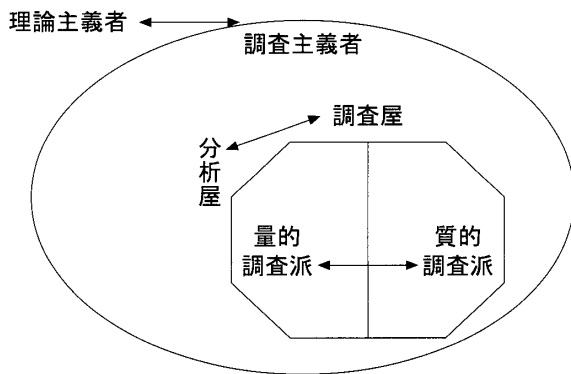 理論主義者
調査主義者
調査屋
分析屋
量的
調査派
質的
調査派